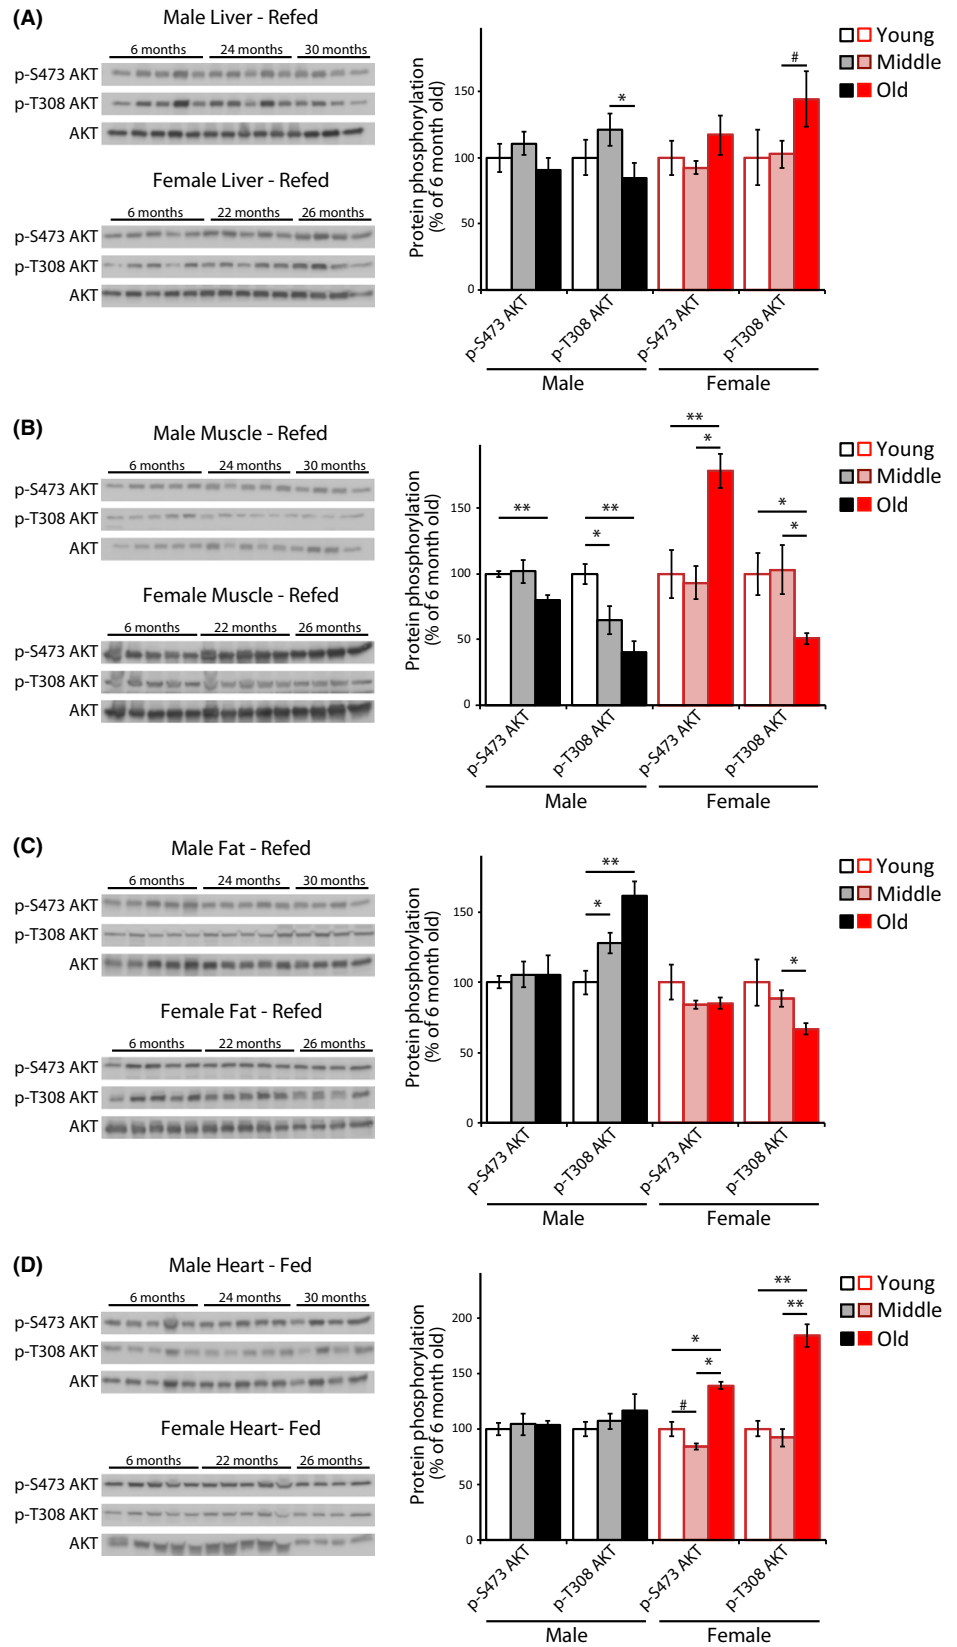 (A)
Male Liver - Refed
6 months 24 months 30 months
p-S473 AKT
p-T308 AKT
AKT
Female Liver - Refed
6 months 22 months 26 months
p-S473 AKT
p-T308 AKT
AKT
Protein phosphorylation
(% of 6 month old)
150
100
50
0
*
#
p-S473 AKT p-T308 AKT p-S473 AKT p-T308 AKT
Male Female
Young
Middle
Old
(B)
Male Muscle - Refed
6 months 24 months 30 months
p-S473 AKT
p-T308 AKT
AKT
Female Muscle - Refed
6 months 22 months 26 months
p-S473 AKT
p-T308 AKT
AKT
Protein phosphorylation
(% of 6 month old)
150
100
50
0
** ** * ** * * *
p-S473 AKT p-T308 AKT p-S473 AKT p-T308 AKT
Male Female
Young
Middle
Old
(C)
Male Fat - Refed
6 months 24 months 30 months
p-S473 AKT
p-T308 AKT
AKT
Female Fat - Refed
6 months 22 months 26 months
p-S473 AKT
p-T308 AKT
AKT
Protein phosphorylation
(% of 6 month old)
150
100
50
0
** * *
p-S473 AKT p-T308 AKT p-S473 AKT p-T308 AKT
Male Female
Young
Middle
Old
(D)
Male Heart - Fed
6 months 24 months 30 months
p-S473 AKT
p-T308 AKT
AKT
Female Heart- Fed
6 months 22 months 26 months
p-S473 AKT
p-T308 AKT
AKT
Protein phosphorylation
(% of 6 month old)
200
150
100
50
0
# * * ** **
p-S473 AKT p-T308 AKT p-S473 AKT p-T308 AKT
Male Female
Young
Middle
Old